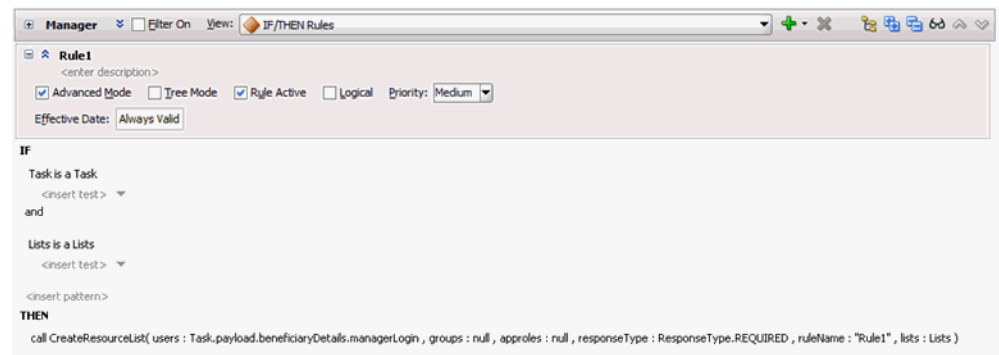 Manager Filter On View: IF/THEN Rules
Rule1
<enter description>
Advanced Mode Tree Mode Rule Active Logical Priority: Medium
Effective Date: Always Valid
IF
Task is a Task
<insert test>
and
Lists is a Lists
<insert test>
<insert pattern>
THEN
call CreateResourceList( users : Task.payload.beneficiaryDetails.managerLogin , groups : null , approles : null , responseType : ResponseType.REQUIRED , ruleName : "Rule1" , lists : Lists )